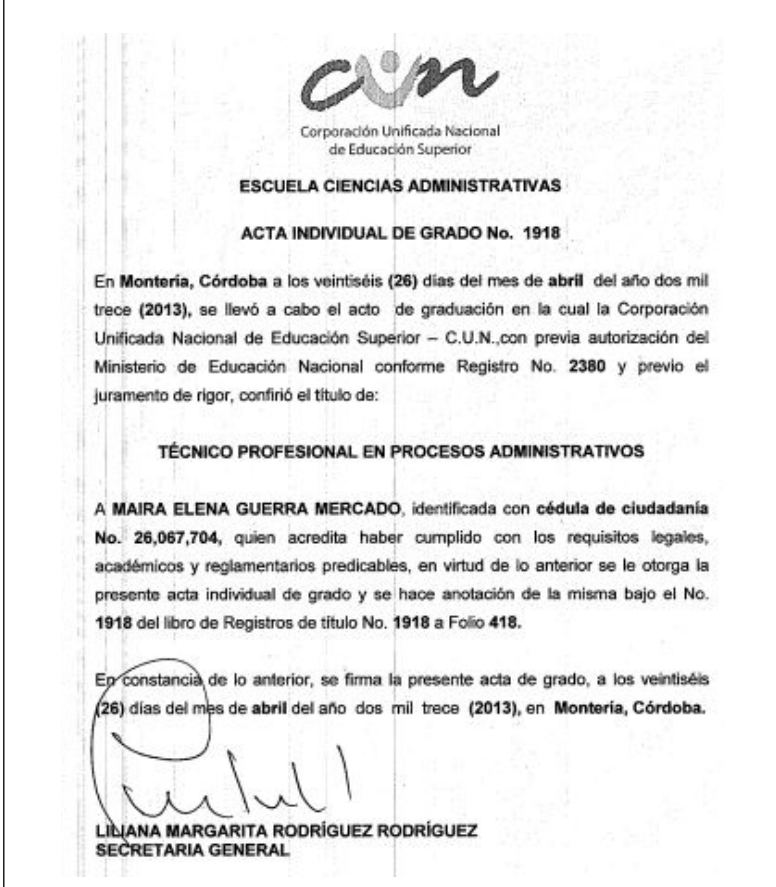 cun
Corporación Unificada Nacional
de Educación Superior
ESCUELA CIENCIAS ADMINISTRATIVAS
ACTA INDIVIDUAL DE GRADO No. 1918
En Montería, Córdoba a los veintiséis (26) días del mes de abril del año dos mil
trece (2013), se llevó a cabo el acto de graduación en la cual la Corporación
Unificada Nacional de Educación Superior – C.U.N.,con previa autorización del
Ministerio de Educación Nacional conforme Registro No. 2380 y previo el
juramento de rigor, confirió el título de:
TÉCNICO PROFESIONAL EN PROCESOS ADMINISTRATIVOS
A MAIRA ELENA GUERRA MERCADO, identificada con cédula de ciudadanía
No. 26,067,704, quien acredita haber cumplido con los requisitos legales,
académicos y reglamentarios predicables, en virtud de lo anterior se le otorga la
presente acta individual de grado y se hace anotación de la misma bajo el No.
1918 del libro de Registros de título No. 1918 a Folio 418.
En constancia de lo anterior, se firma la presente acta de grado, a los veintiséis
(26) días del mes de abril del año dos mil trece (2013), en Montería, Córdoba.
LILIANA MARGARITA RODRÍGUEZ RODRÍGUEZ
SECRETARIA GENERAL